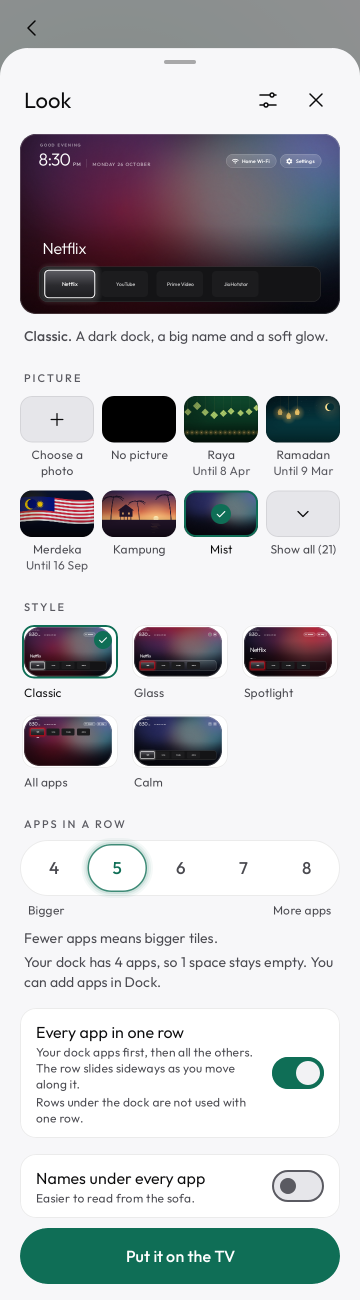 Look
GOOD EVENING
8:30 PM
MONDAY 26 OCTOBER
Home Wi-Fi
Settings
Netflix
Netflix
YouTube
Prime Video
JioHotstar
Classic. A dark dock, a big name and a soft glow.
PICTURE
Choose a
photo
No picture
Raya
Until 8 Apr
Ramadan
Until 9 Mar
Merdeka
Until 16 Sep
Kampung
Mist
Show all (21)
STYLE
Classic
Glass
Spotlight
All apps
Calm
APPS IN A ROW
4
5
6
7
8
Bigger
More apps
Fewer apps means bigger tiles.
Your dock has 4 apps, so 1 space stays empty. You
can add apps in Dock.
Every app in one row
Your dock apps first, then all the others.
The row slides sideways as you move
along it.
Rows under the dock are not used with
one row.
Names under every app
Easier to read from the sofa.
Put it on the TV